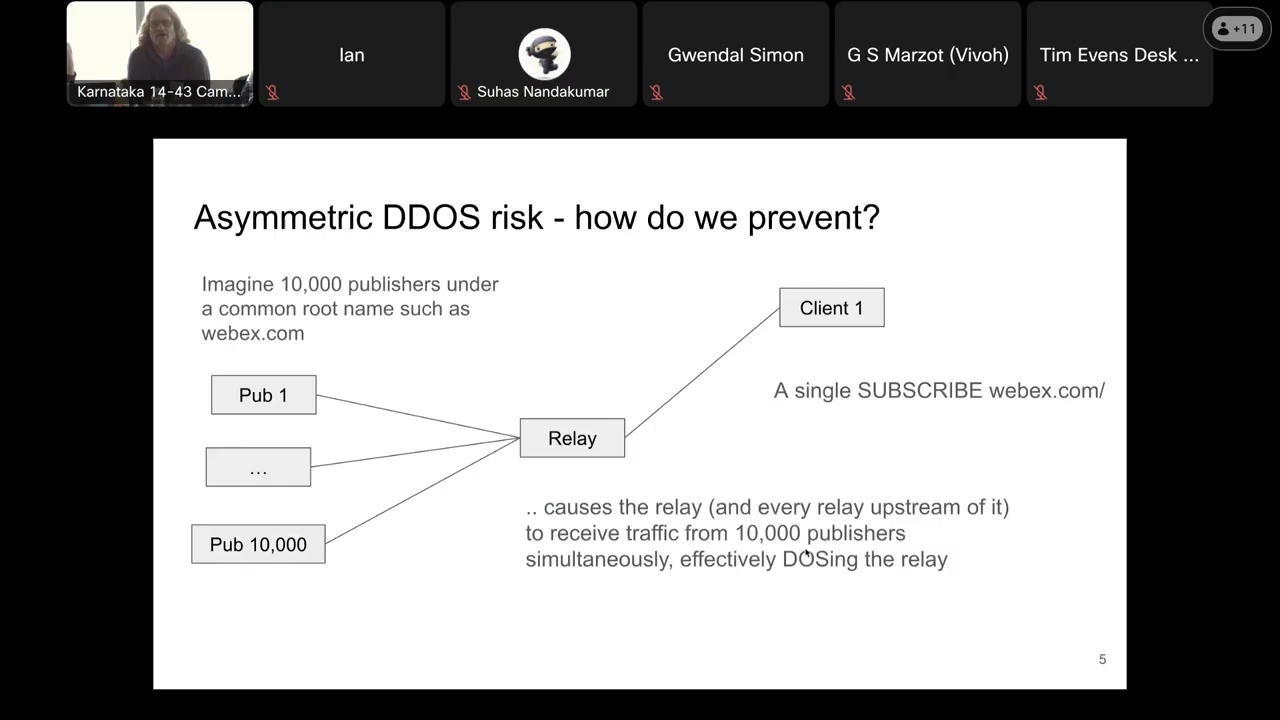 Karnataka 14-43 Cam...
Ian
Suhas Nandakumar
Gwendal Simon
G S Marzot (Vivoh)
Tim Evens Desk ...
+11
Asymmetric DDOS risk - how do we prevent?
Imagine 10,000 publishers under
a common root name such as
webex.com
Client 1
Pub 1
A single SUBSCRIBE webex.com/
Relay
...
.. causes the relay (and every relay upstream of it)
to receive traffic from 10,000 publishers
simultaneously, effectively DOSing the relay
Pub 10,000
5